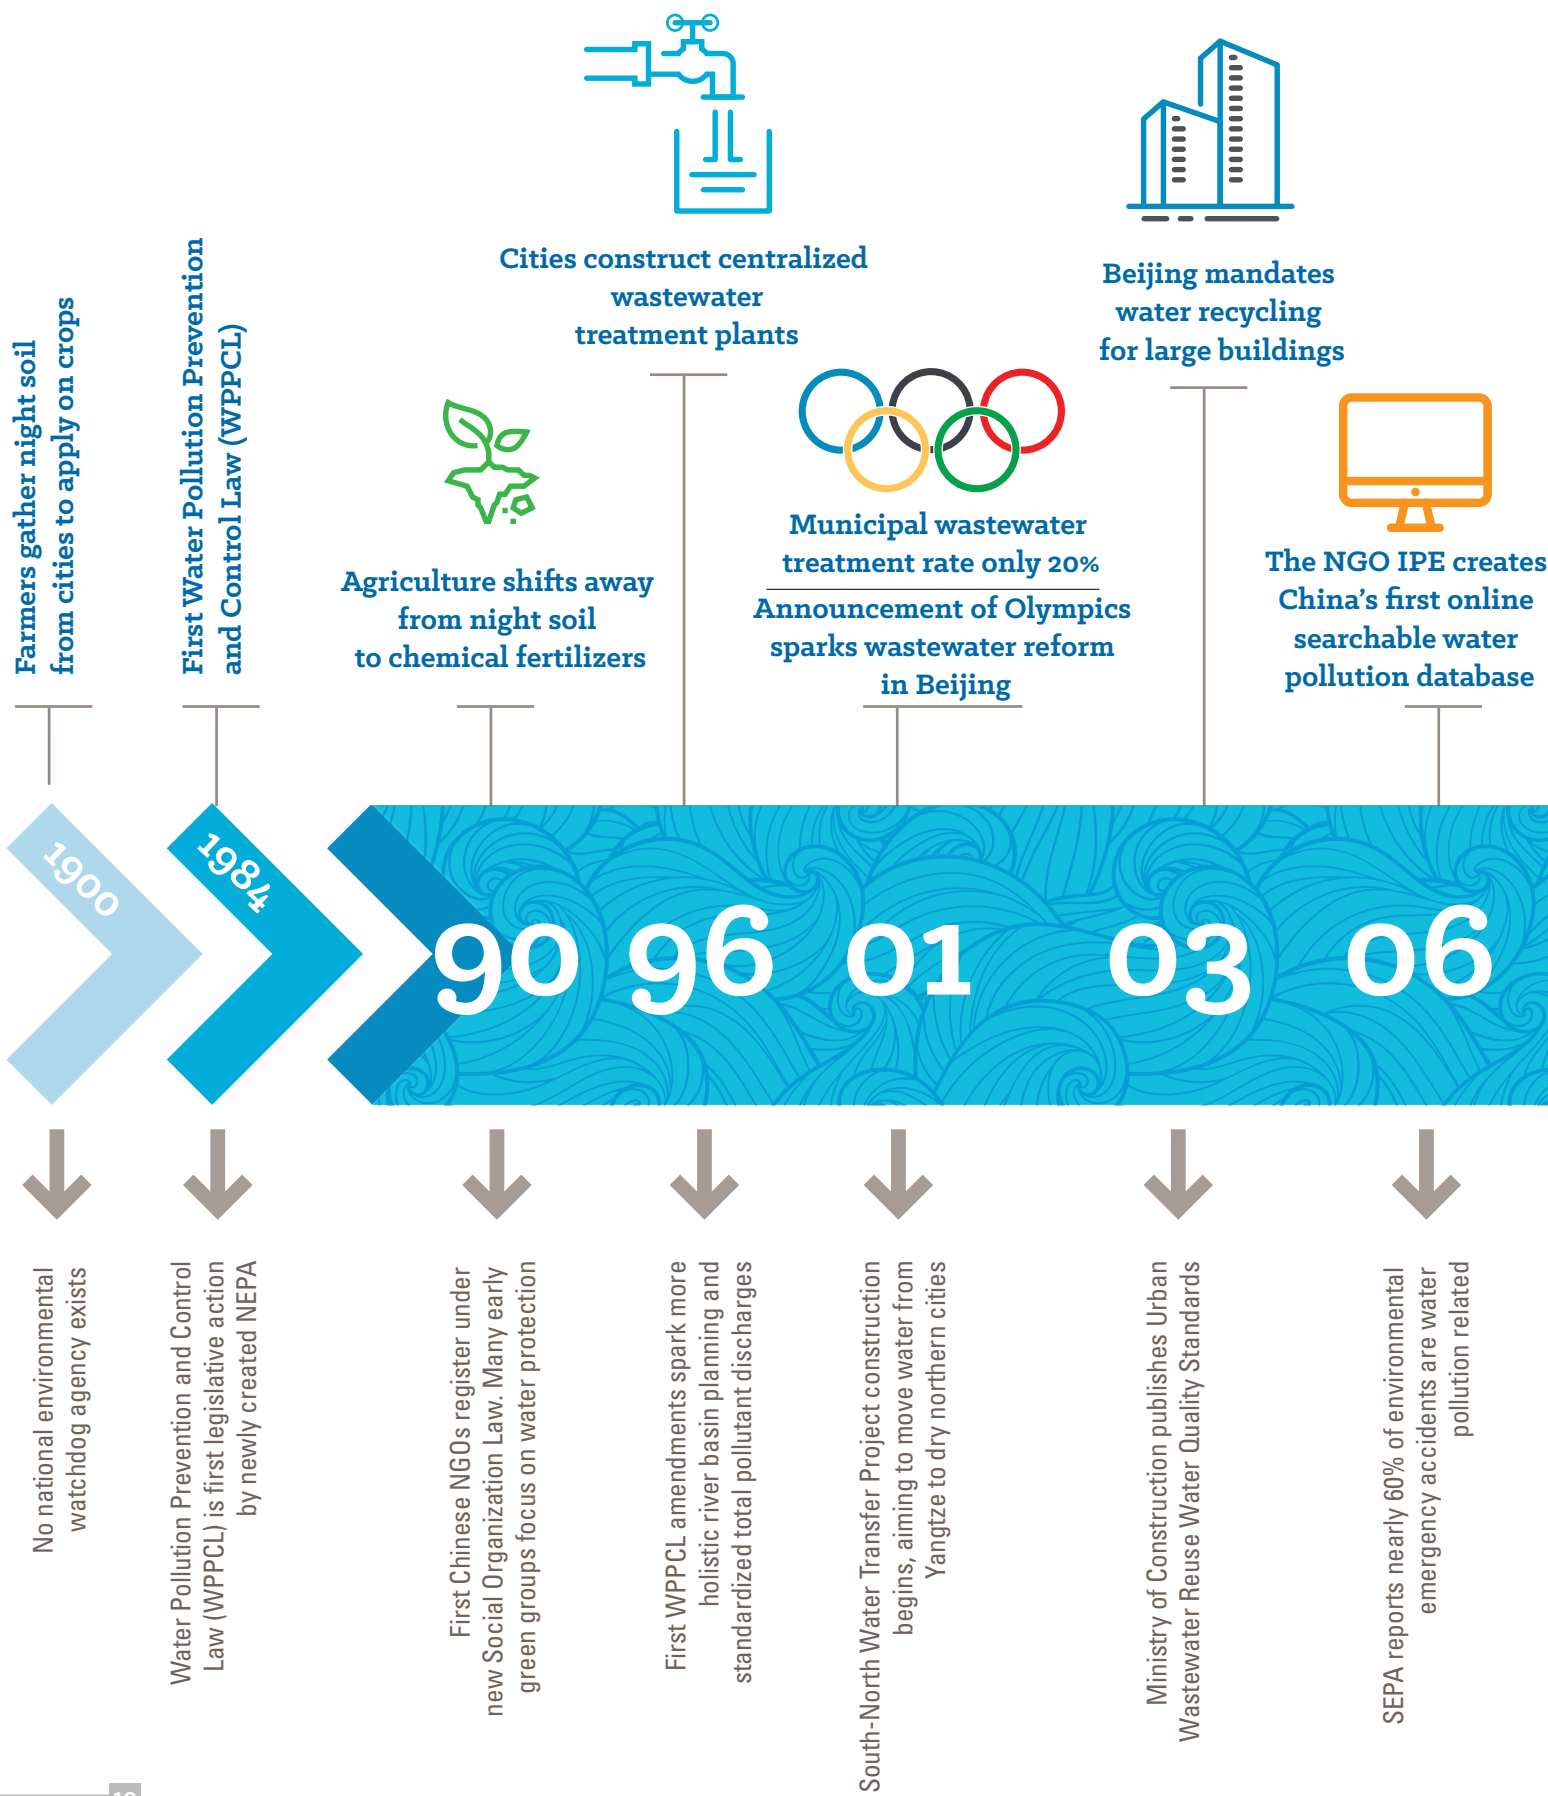 Farmers gather night soil
from cities to apply on crops
First Water Pollution Prevention
and Control Law (WPPCL)
Agriculture shifts away
from night soil
to chemical fertilizers
Cities construct centralized
wastewater
treatment plants
Municipal wastewater
treatment rate only 20%
Announcement of Olympics
sparks wastewater reform
in Beijing
Beijing mandates
water recycling
for large buildings
The NGO IPE creates
China's first online
searchable water
pollution database
1900
1984
90
96
01
03
06
No national environmental
watchdog agency exists
Water Pollution Prevention and Control
Law (WPPCL) is first legislative action
by newly created NEPA
First Chinese NGOs register under
new Social Organization Law. Many early
green groups focus on water protection
First WPPCL amendments spark more
holistic river basin planning and
standardized total pollutant discharges
South-North Water Transfer Project construction
begins, aiming to move water from
Yangtze to dry northern cities
Ministry of Construction publishes Urban
Wastewater Reuse Water Quality Standards
SEPA reports nearly 60% of environmental
emergency accidents are water
pollution related